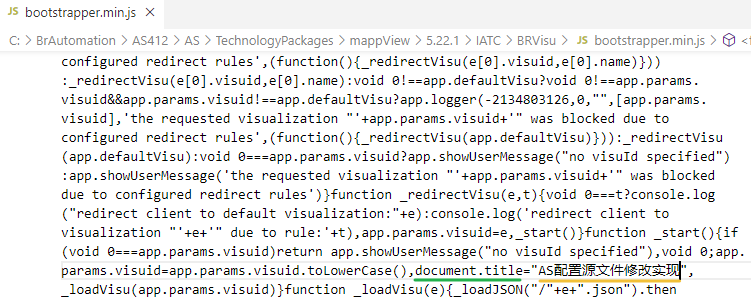 JS bootstrapper.min.js ×
C: > BrAutomation > AS412 > AS > TechnologyPackages > mappView > 5.22.1 > IATC > BRVisu > JS bootstrapper.min.js > <f
configured redirect rules',(function(){_redirectVisu(e[0].visuid,e[0].name)}))
:_redirectVisu(e[0].visuid,e[0].name):void 0!==app.defaultVisu?void 0!==app.params.
visuid&&app.params.visuid!==app.defaultVisu?app.logger(-2134803126,0,"",[app.params.
visuid],'the requested visualization "'+app.params.visuid+'" was blocked due to
configured redirect rules',(function(){_redirectVisu(app.defaultVisu)})):_redirectVisu
(app.defaultVisu):void 0===app.params.visuid?app.showUserMessage("no visuId specified")
:app.showUserMessage('the requested visualization "'+app.params.visuid+'" was blocked
due to configured redirect rules')}function _redirectVisu(e,t){void 0===t?console.log
("redirect client to default visualization:"+e):console.log('redirect client to
visualization "'+e+'" due to rule:'+t),app.params.visuid=e,_start()}function _start(){if
(void 0===app.params.visuid)return app.showUserMessage("no visuId specified"),void 0;app.
params.visuid=app.params.visuid.toLowerCase(),document.title="AS配置源文件修改实现",
_loadVisu(app.params.visuid)}function _loadVisu(e){_loadJSON("/"+e+".json").then